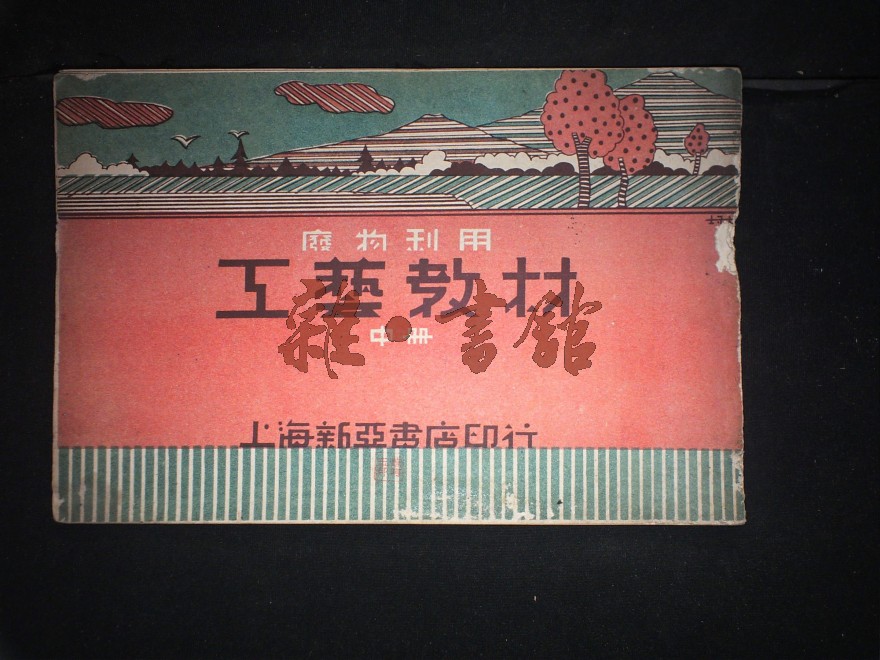 廢物利用
工藝教材
中册
雜·書館
上海新亞書店印行